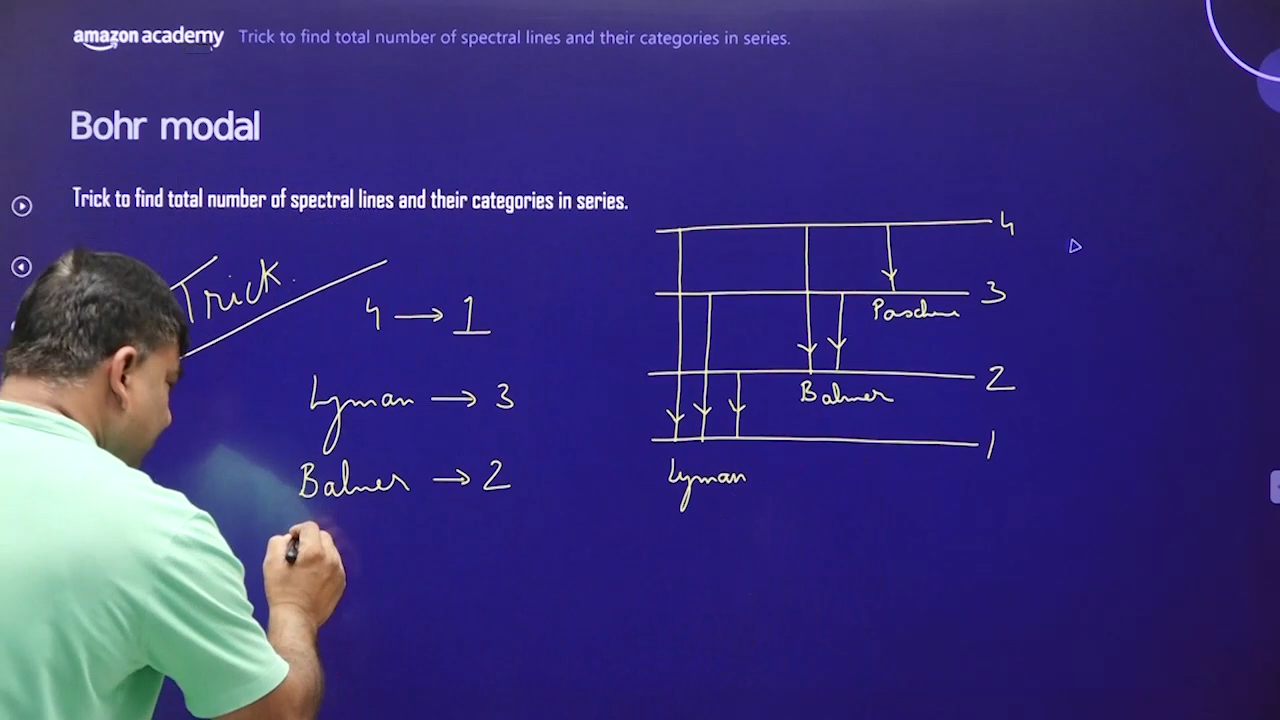 amazon academy Trick to find total number of spectral lines and their categories in series.
Bohr modal
Trick to find total number of spectral lines and their categories in series.
Trick.
4 → 1
Lyman → 3
Balmer → 2
4
3
Paschen
2
Balmer
1
Lyman